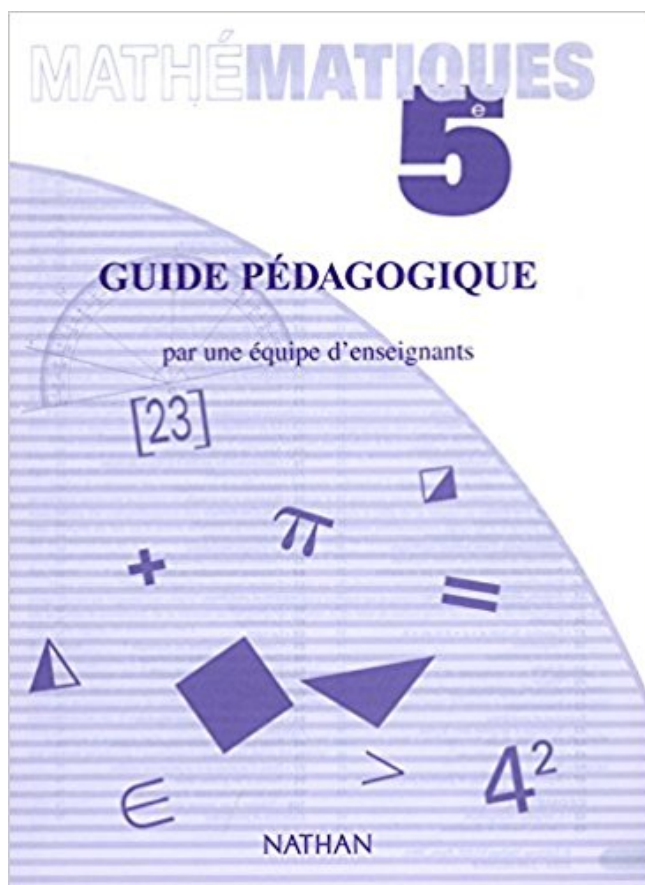 MATHÉMATIQUES
5e
GUIDE PÉDAGOGIQUE
par une équipe d'enseignants
[23]
π
+
=
∈
>
4²
NATHAN